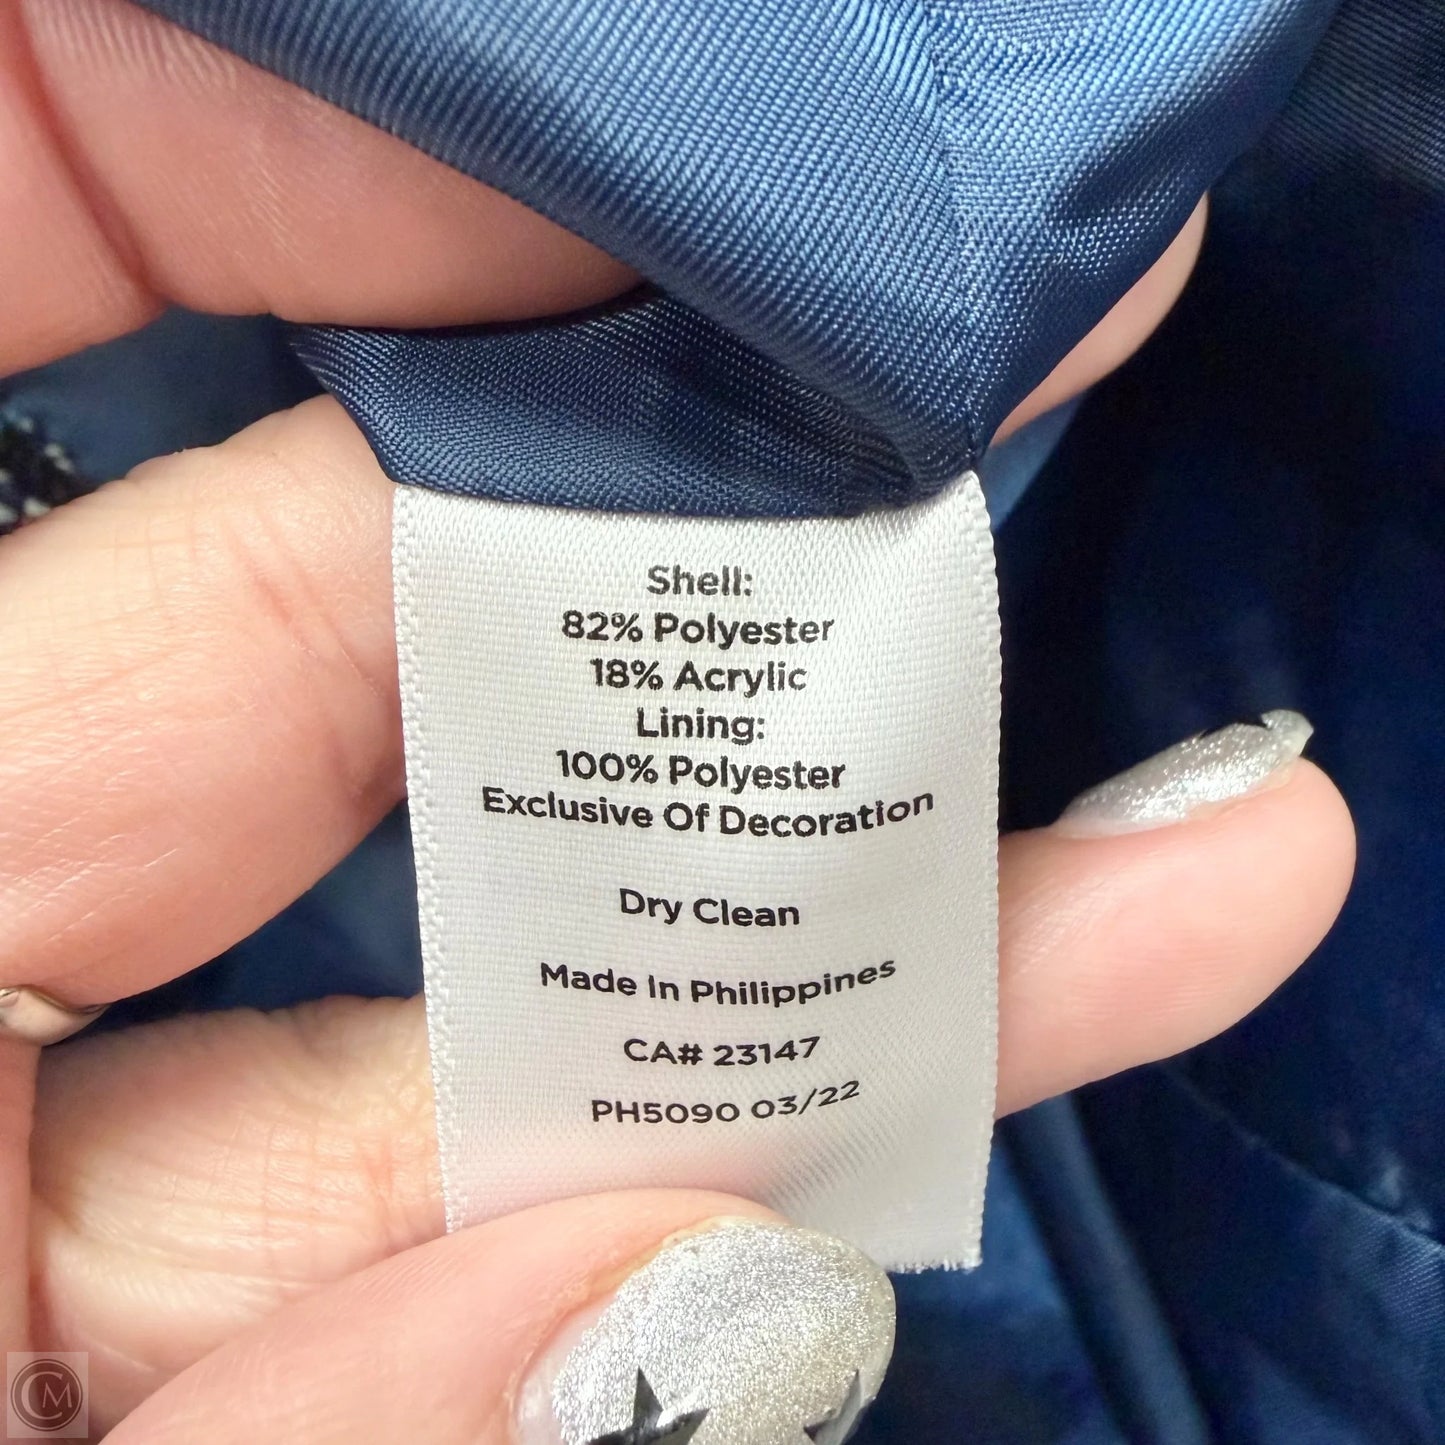 Shell:
82% Polyester
18% Acrylic
Lining:
100% Polyester
Exclusive Of Decoration
Dry Clean
Made In Philippines
CA# 23147
PH5090 03/22
CM